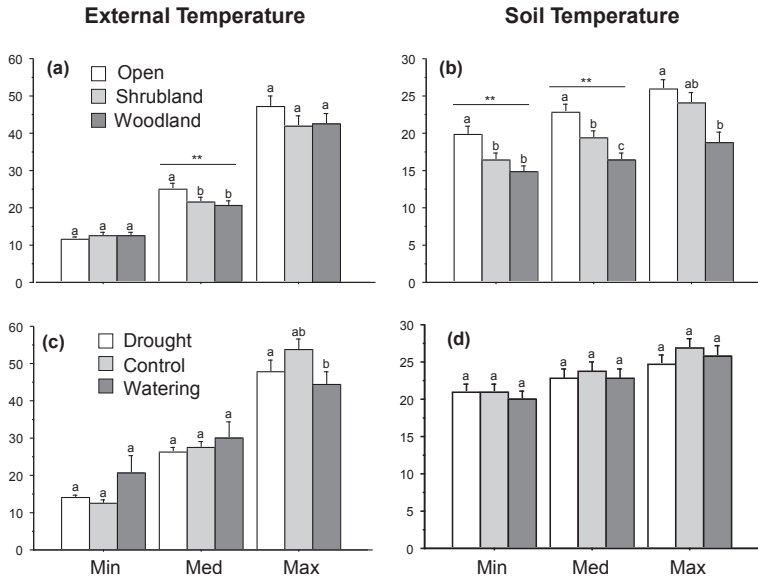 External Temperature
Soil Temperature
(a)
Open
Shrubland
Woodland
60
50
40
30
20
10
0
a a a
**
a b b
a a a
(b)
30
25
20
15
10
5
0
**
a b b
**
a b c
a ab b
(c)
Drought
Control
Watering
60
50
40
30
20
10
0
a a a
a a a
a ab b
Min Med Max
(d)
30
25
20
15
10
5
0
a a a
a a a
a a a
Min Med Max